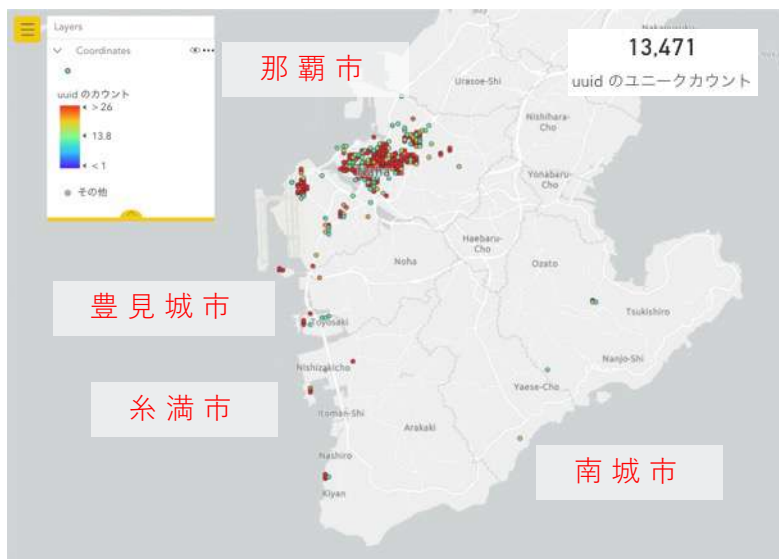 Layers
Coordinates
uuid のカウント
> 26
13.8
< 1
その他
那覇市
13,471
uuid のユニークカウント
Urasoe-Shi
Nishihara-
Cho
Naha
Yonabaru-
Cho
Haebaru-
Cho
Noha
Ozato
豊見城市
Toyosaki
Tsukishiro
Nanjo-Shi
Nishizakicho
Yaese-Cho
糸満市
Itoman-Shi
Arakaki
Nashiro
南城市
Kiyan